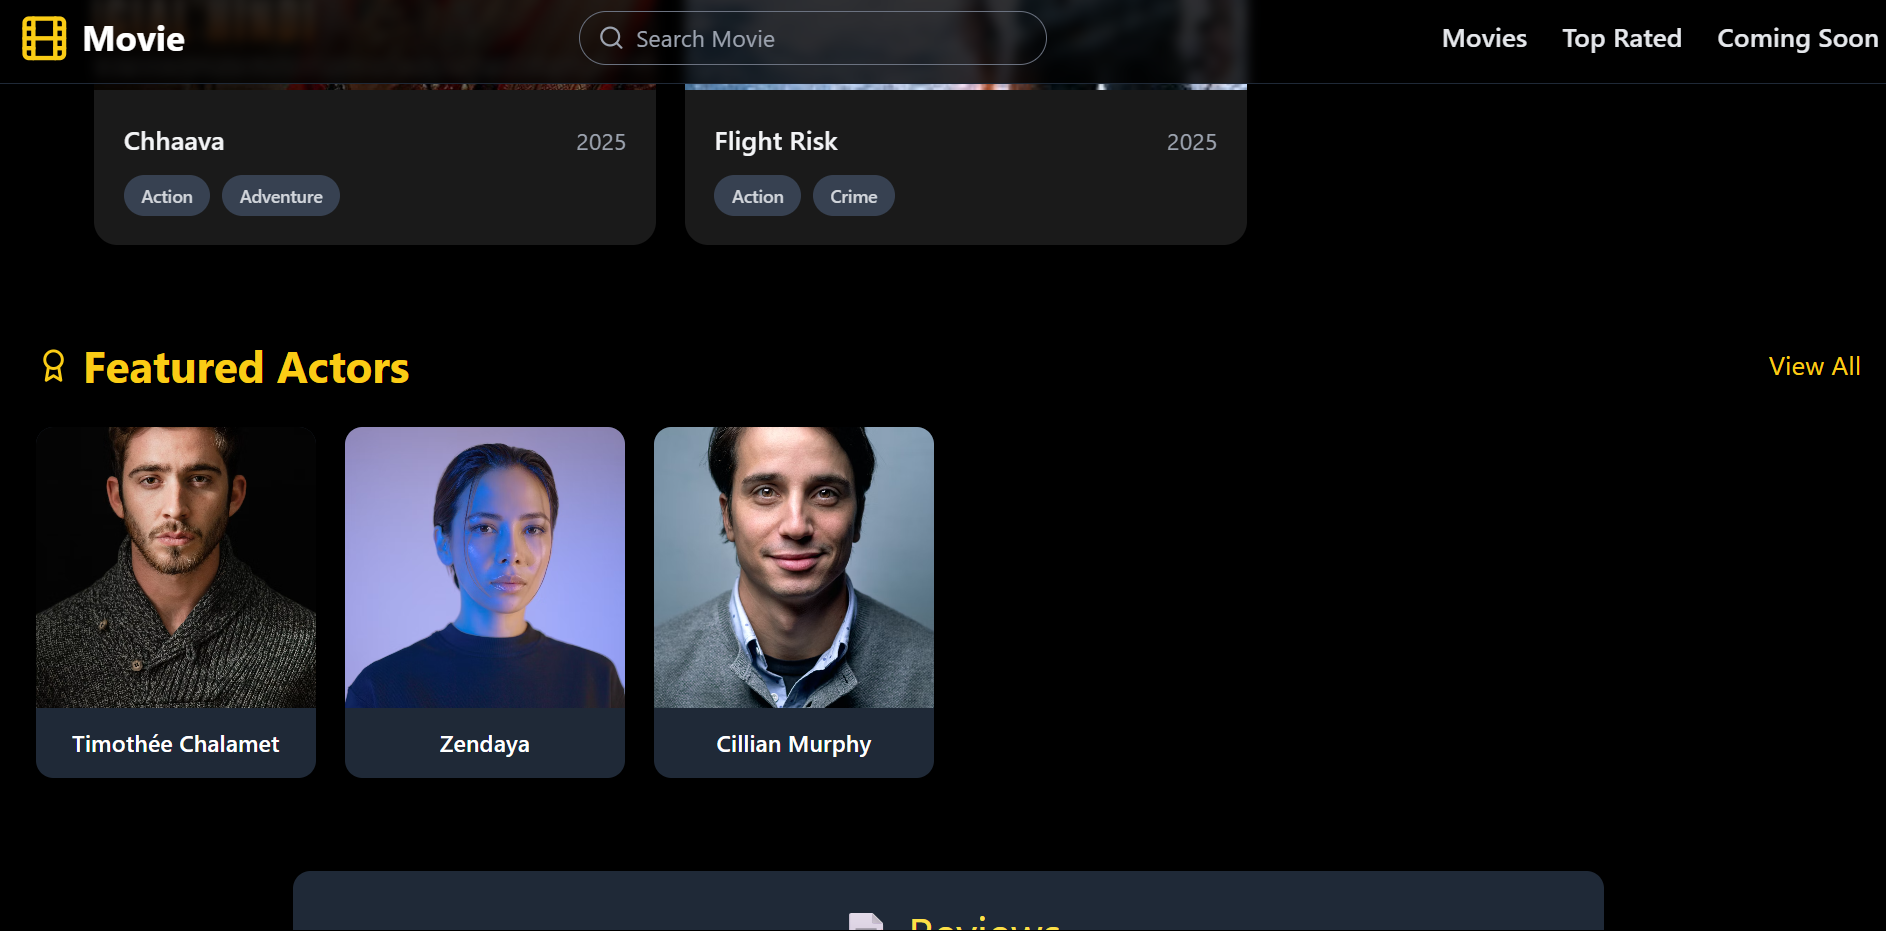 Movie
Search Movie
Movies
Top Rated
Coming Soon
Chhaava
2025
Action
Adventure
Flight Risk
2025
Action
Crime
Featured Actors
View All
Timothée Chalamet
Zendaya
Cillian Murphy
Reviews